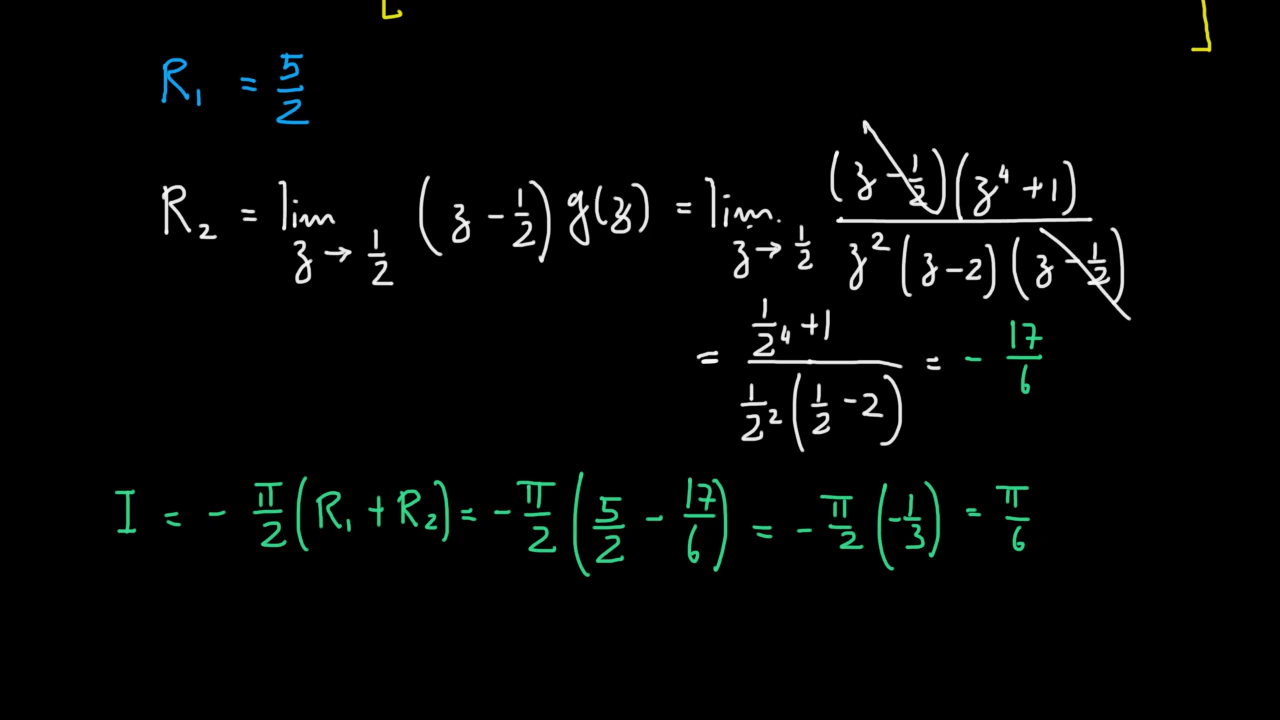 R₁ = 5/2
R₂ = lim z→1/2 (z - 1/2) g(z) = lim z→1/2 (z - 1/2)(z⁴ + 1) / z²(z - 2)(z - 1/2)
= (1/2⁴ + 1) / (1/2² (1/2 - 2)) = - 17/6
I = - π/2 (R₁ + R₂) = - π/2 (5/2 - 17/6) = - π/2 (-1/3) = π/6